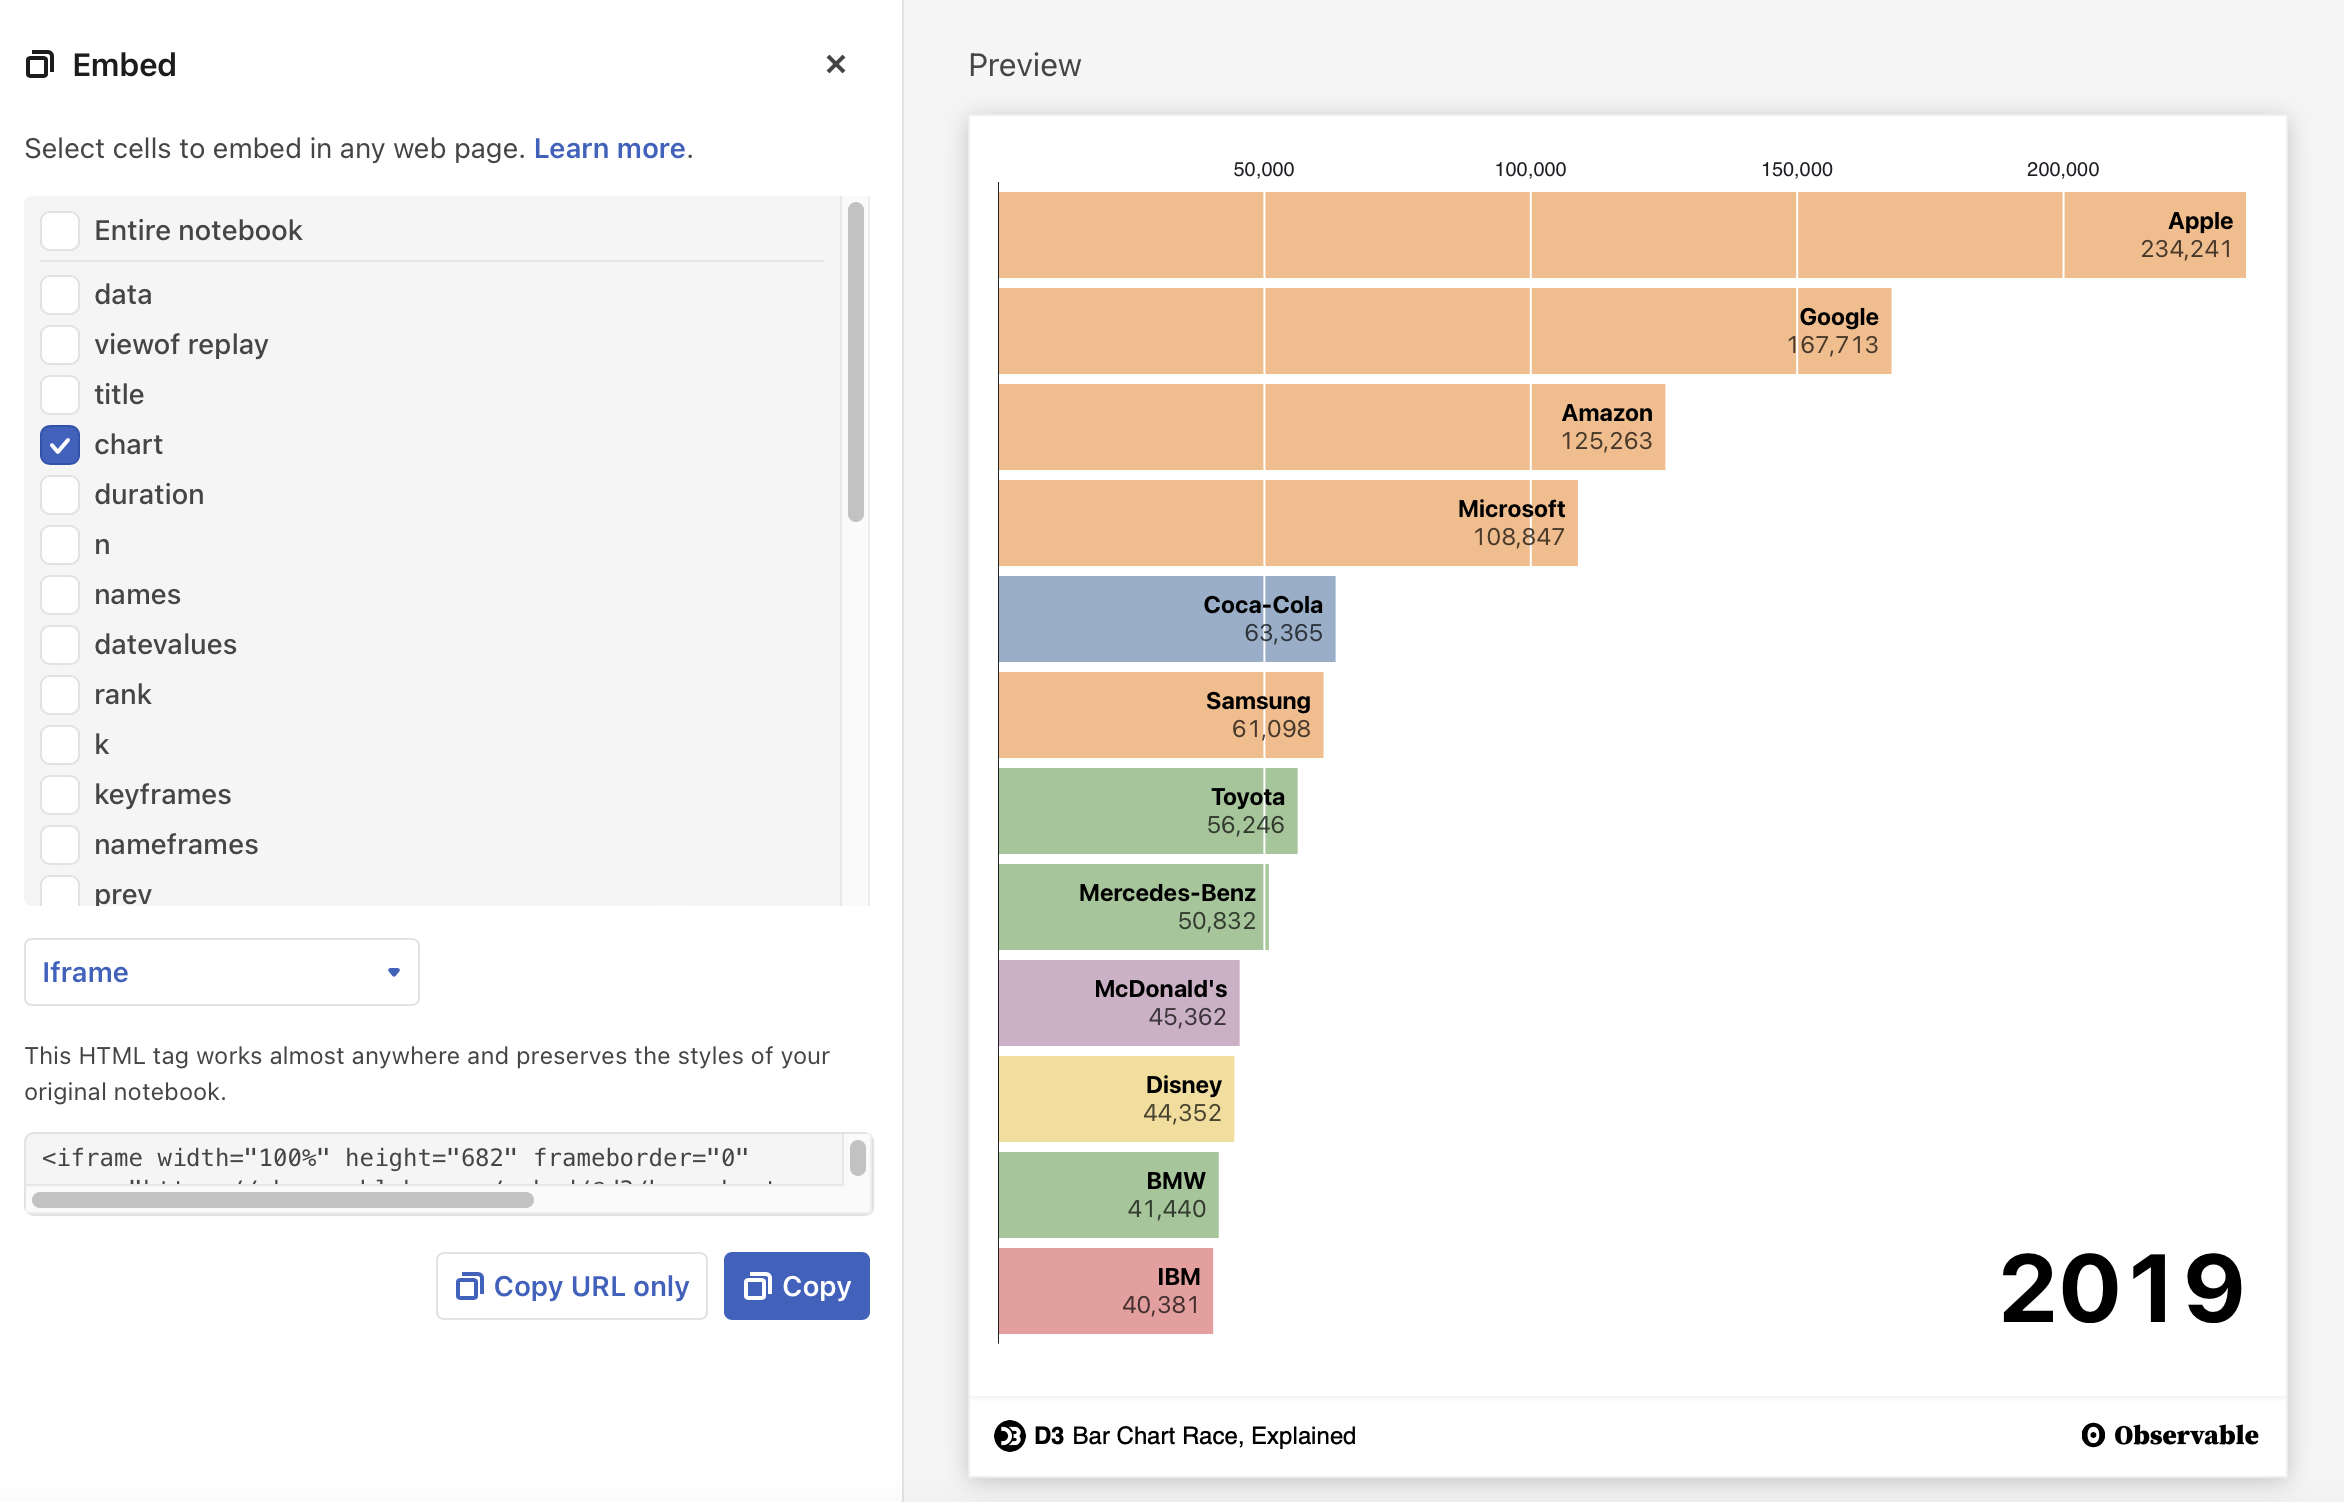 Embed
Select cells to embed in any web page. Learn more.
Entire notebook
data
viewof replay
title
chart
duration
n
names
datevalues
rank
k
keyframes
nameframes
prev
Iframe
This HTML tag works almost anywhere and preserves the styles of your
original notebook.
<iframe width="100%" height="682" frameborder="0"
Copy URL only
Copy
Preview
50,000 100,000 150,000 200,000
Apple
234,241
Google
167,713
Amazon
125,263
Microsoft
108,847
Coca-Cola
63,365
Samsung
61,098
Toyota
56,246
Mercedes-Benz
50,832
McDonald's
45,362
Disney
44,352
BMW
41,440
IBM
40,381
2019
D3 D3 Bar Chart Race, Explained
Observable